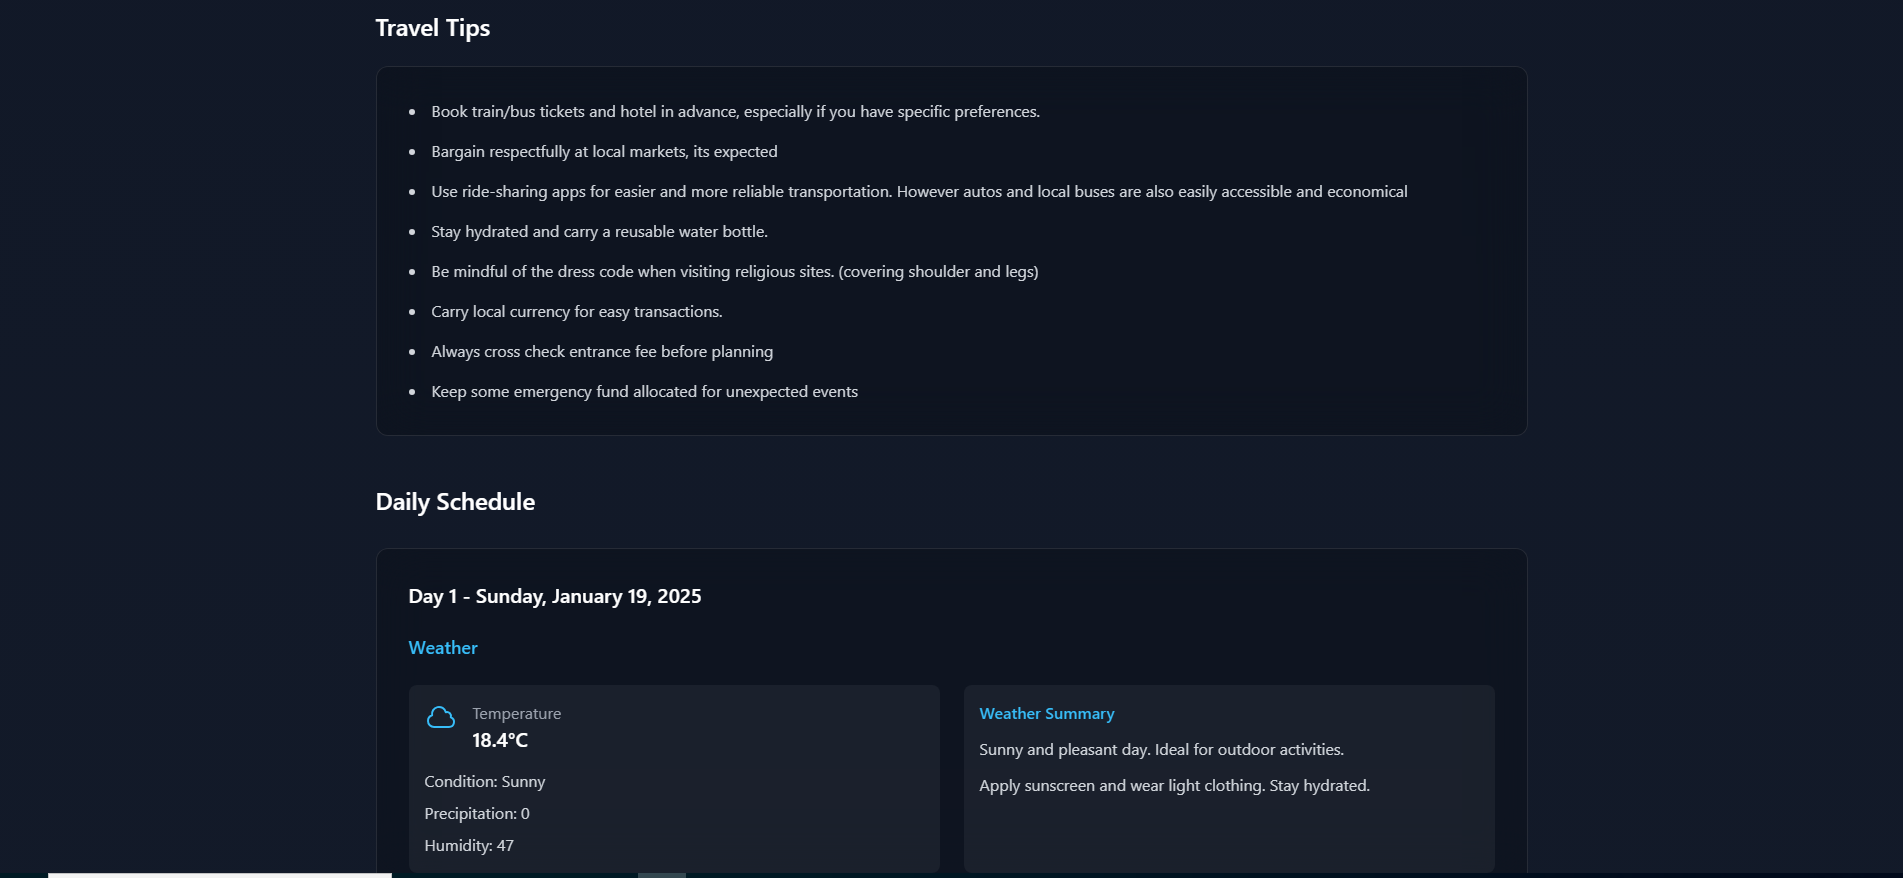 Travel Tips
Book train/bus tickets and hotel in advance, especially if you have specific preferences.
Bargain respectfully at local markets, its expected
Use ride-sharing apps for easier and more reliable transportation. However autos and local buses are also easily accessible and economical
Stay hydrated and carry a reusable water bottle.
Be mindful of the dress code when visiting religious sites. (covering shoulder and legs)
Carry local currency for easy transactions.
Always cross check entrance fee before planning
Keep some emergency fund allocated for unexpected events
Daily Schedule
Day 1 - Sunday, January 19, 2025
Weather
Temperature
18.4°C
Condition: Sunny
Precipitation: 0
Humidity: 47
Weather Summary
Sunny and pleasant day. Ideal for outdoor activities.
Apply sunscreen and wear light clothing. Stay hydrated.